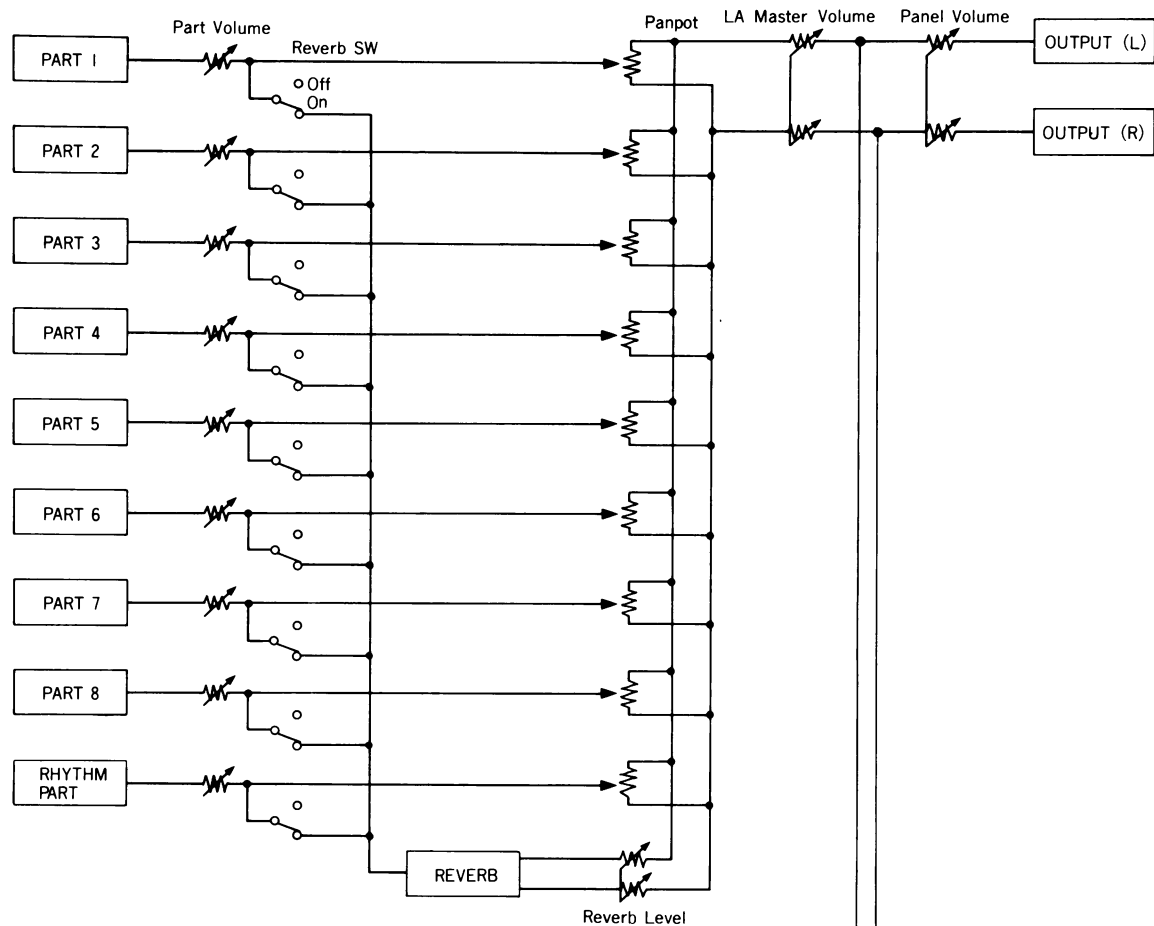 Part Volume
Reverb SW
Panpot
LA Master Volume
Panel Volume
PART 1
Off
On
OUTPUT (L)
OUTPUT (R)
PART 2
PART 3
PART 4
PART 5
PART 6
PART 7
PART 8
RHYTHM
PART
REVERB
Reverb Level